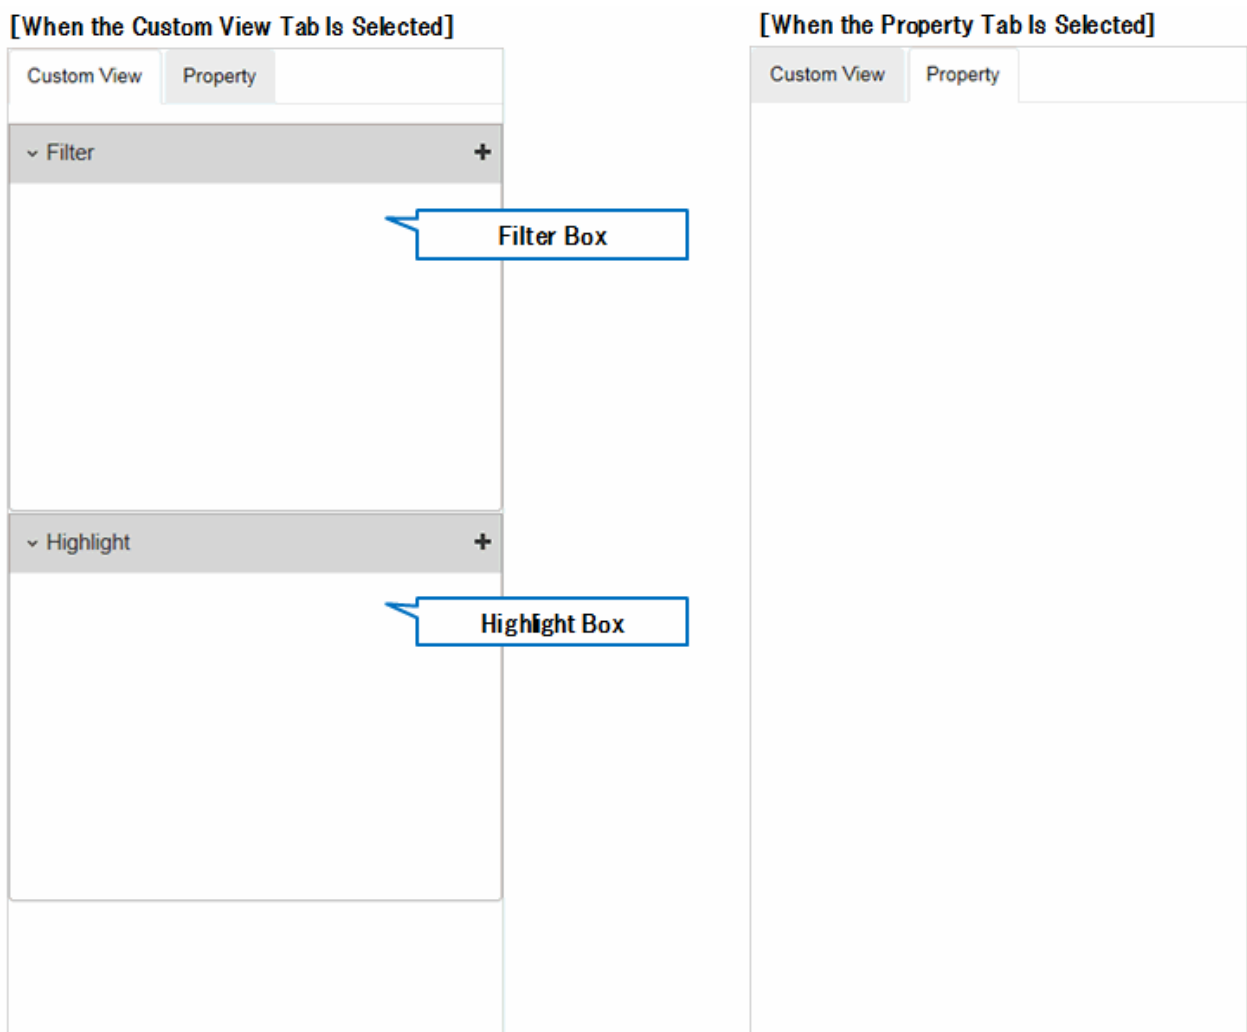 [When the Custom View Tab Is Selected]
Custom View Property
Filter +
Filter Box
Highlight +
Highlight Box
[When the Property Tab Is Selected]
Custom View Property